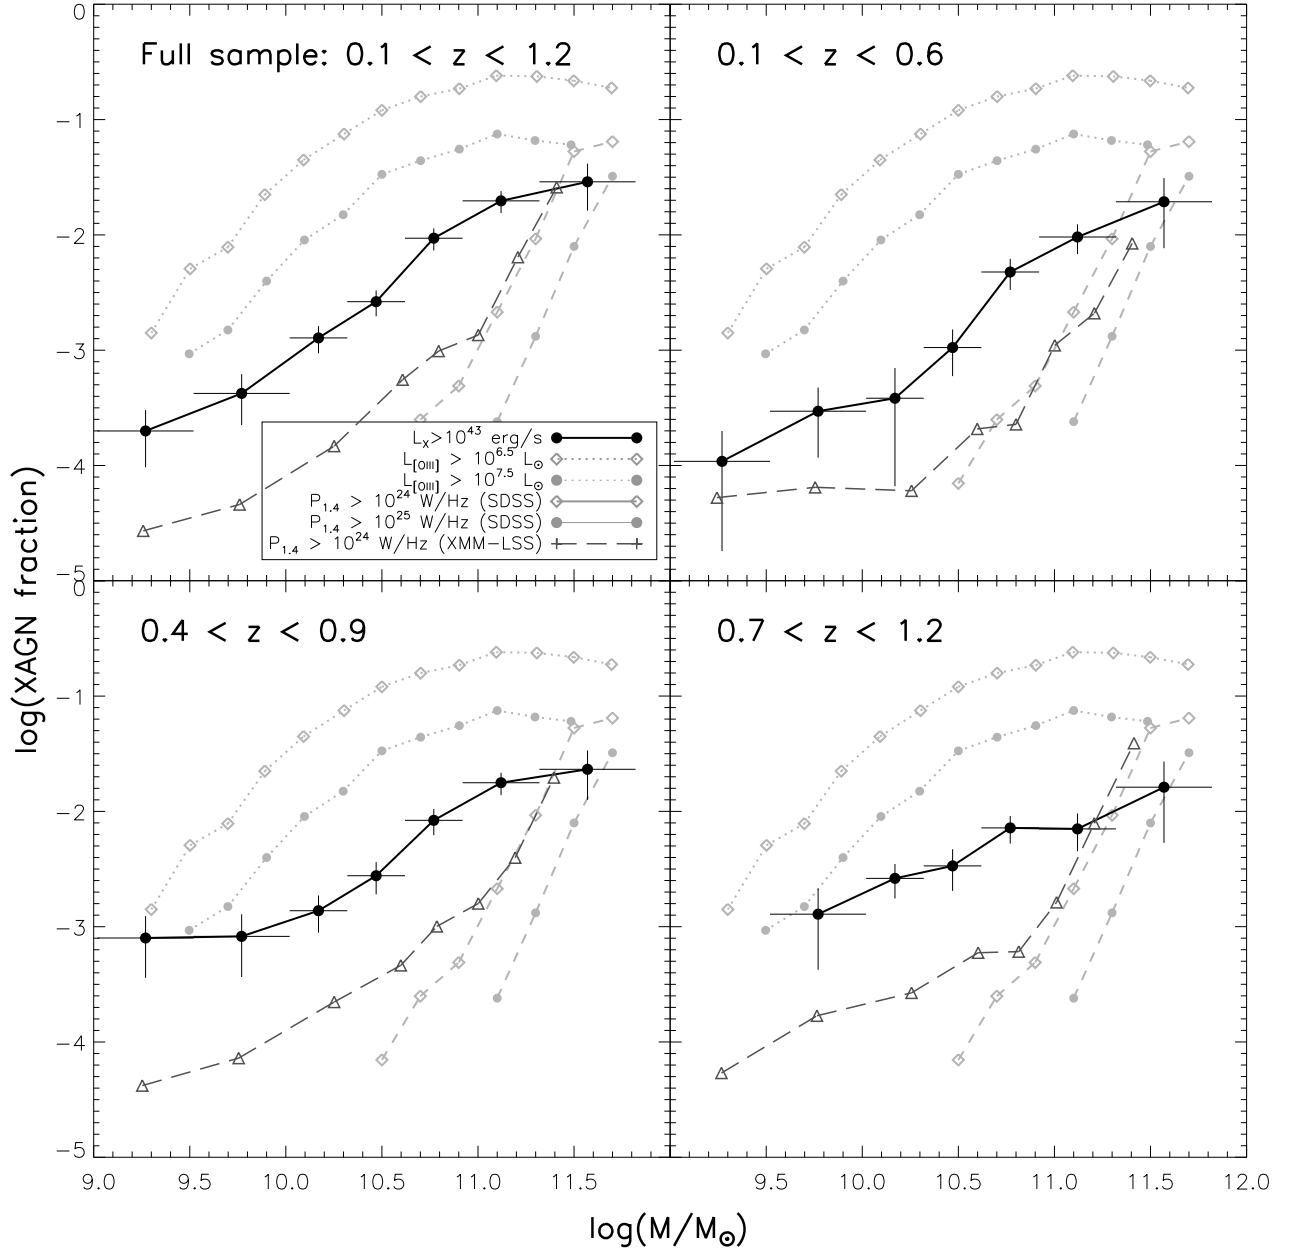 Full sample: 0.1 < z < 1.2
0.1 < z < 0.6
0
−1
−2
−3
−4
−5
L_X>10^43 erg/s
L_[OIII] > 10^6.5 L_⊙
L_[OIII] > 10^7.5 L_⊙
P_1.4 > 10^24 W/Hz (SDSS)
P_1.4 > 10^25 W/Hz (SDSS)
P_1.4 > 10^24 W/Hz (XMM−LSS)
0.4 < z < 0.9
0.7 < z < 1.2
0
−1
−2
−3
−4
−5
log(XAGN fraction)
9.0 9.5 10.0 10.5 11.0 11.5 9.5 10.0 10.5 11.0 11.5 12.0
log(M/M_⊙)